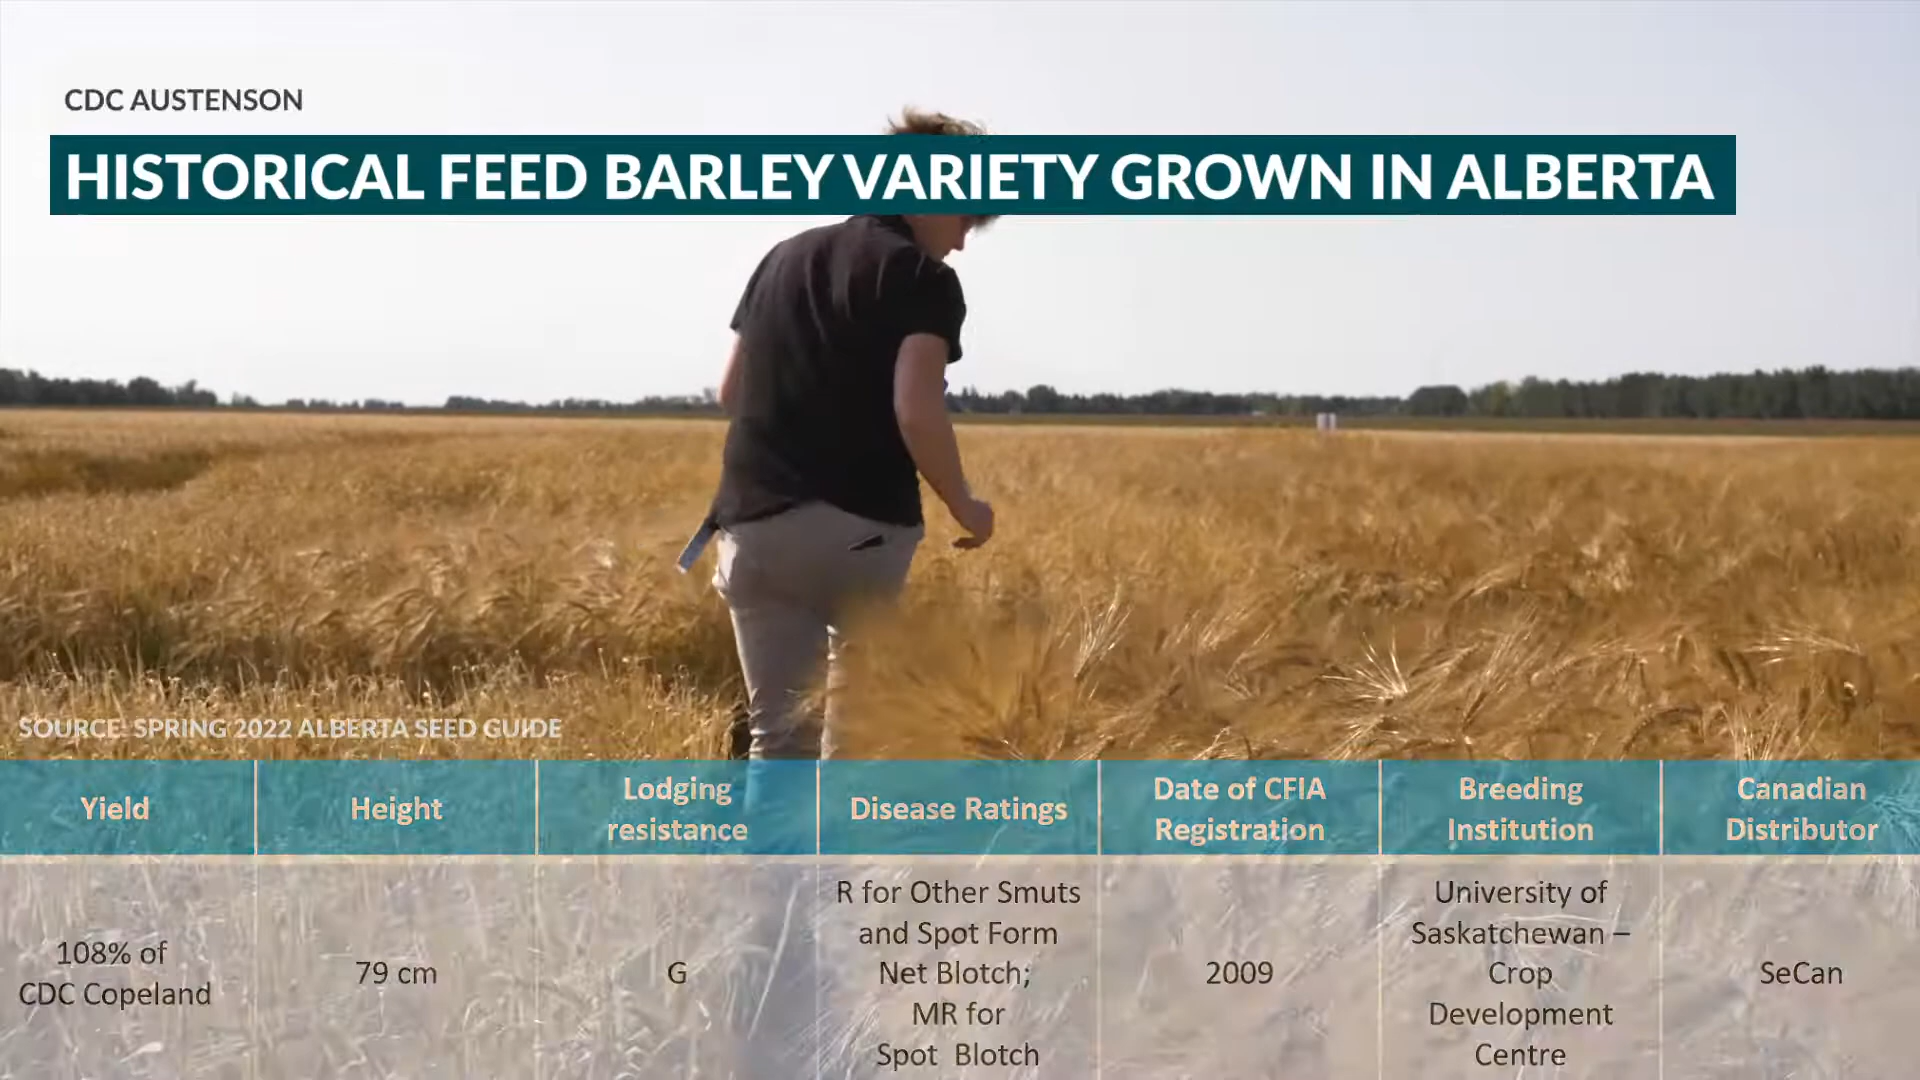 CDC AUSTENSON
HISTORICAL FEED BARLEY VARIETY GROWN IN ALBERTA
SOURCE: SPRING 2022 ALBERTA SEED GUIDE
Yield
Height
Lodging
resistance
Disease Ratings
Date of CFIA
Registration
Breeding
Institution
Canadian
Distributor
108% of
CDC Copeland
79 cm
G
R for Other Smuts
and Spot Form
Net Blotch;
MR for
Spot Blotch
2009
University of
Saskatchewan –
Crop
Development
Centre
SeCan